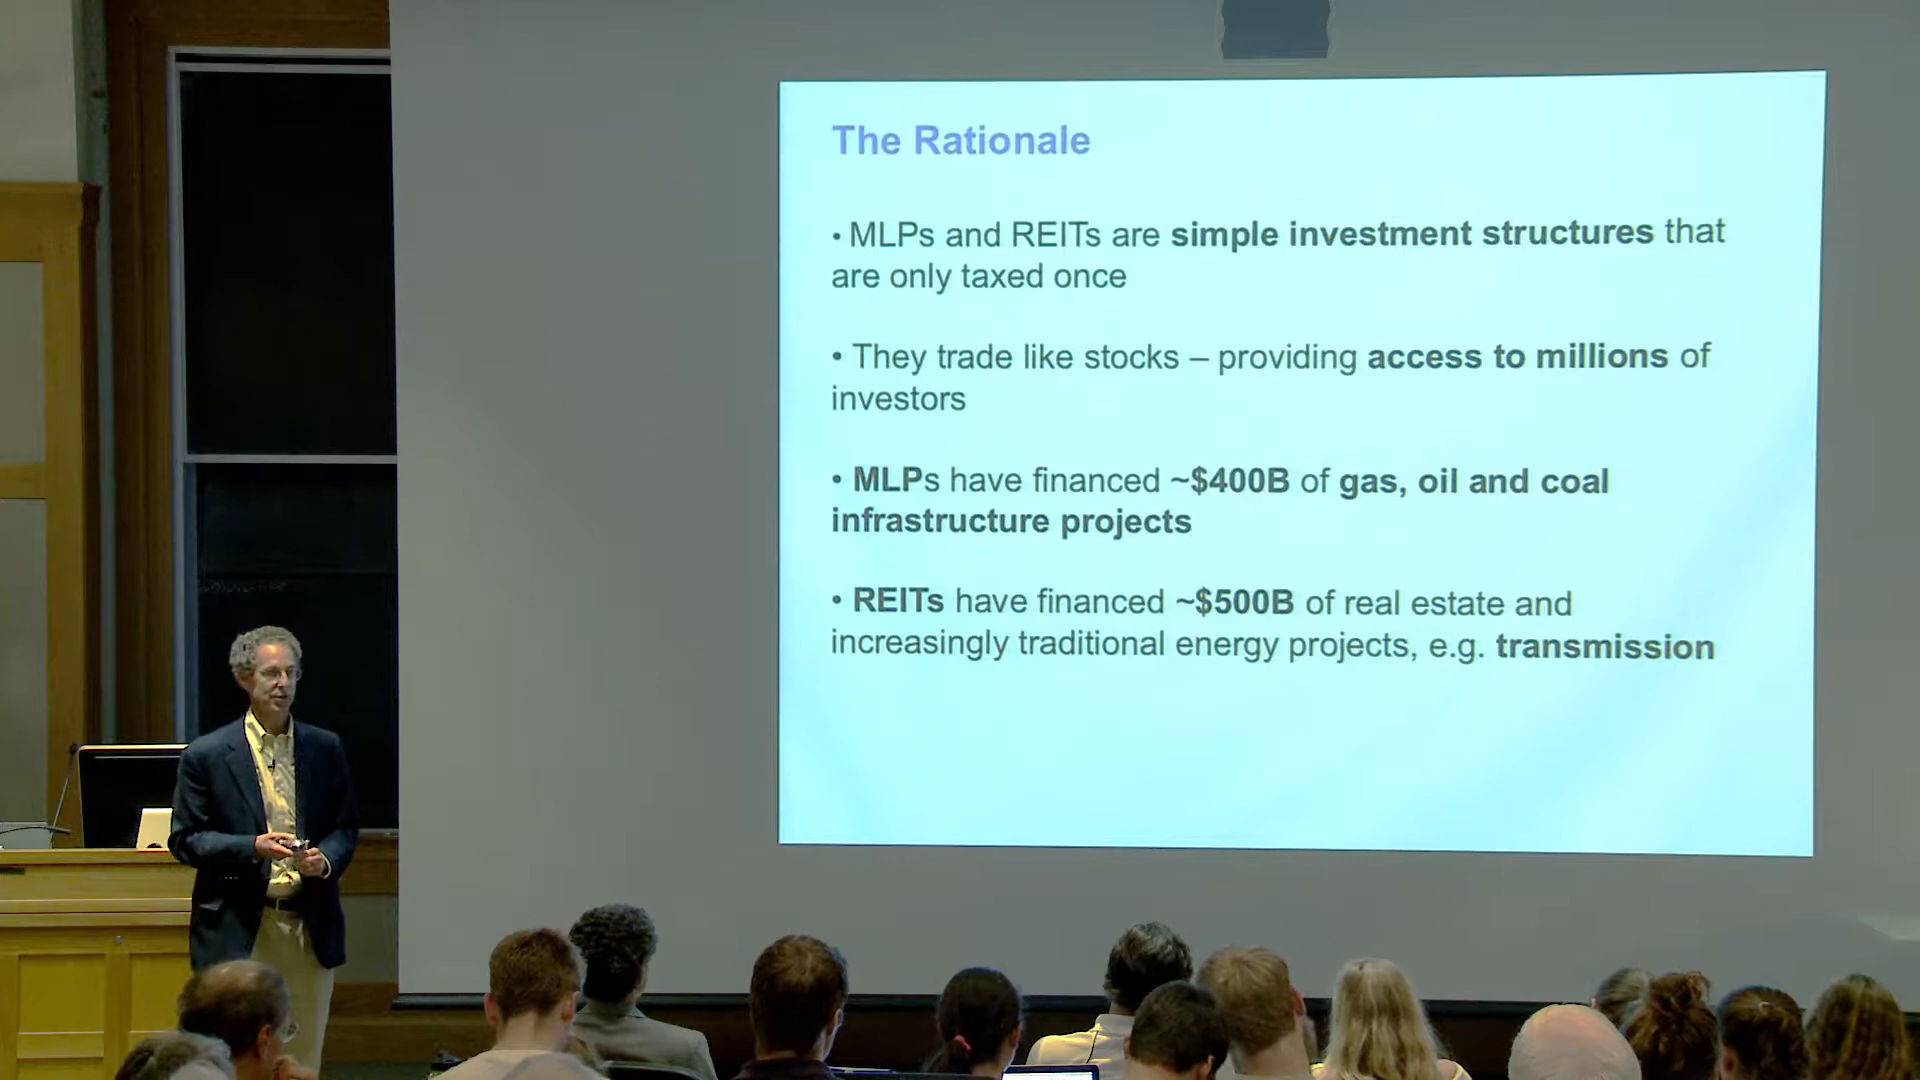 The Rationale
• MLPs and REITs are simple investment structures that
are only taxed once
• They trade like stocks – providing access to millions of
investors
• MLPs have financed ~$400B of gas, oil and coal
infrastructure projects
• REITs have financed ~$500B of real estate and
increasingly traditional energy projects, e.g. transmission